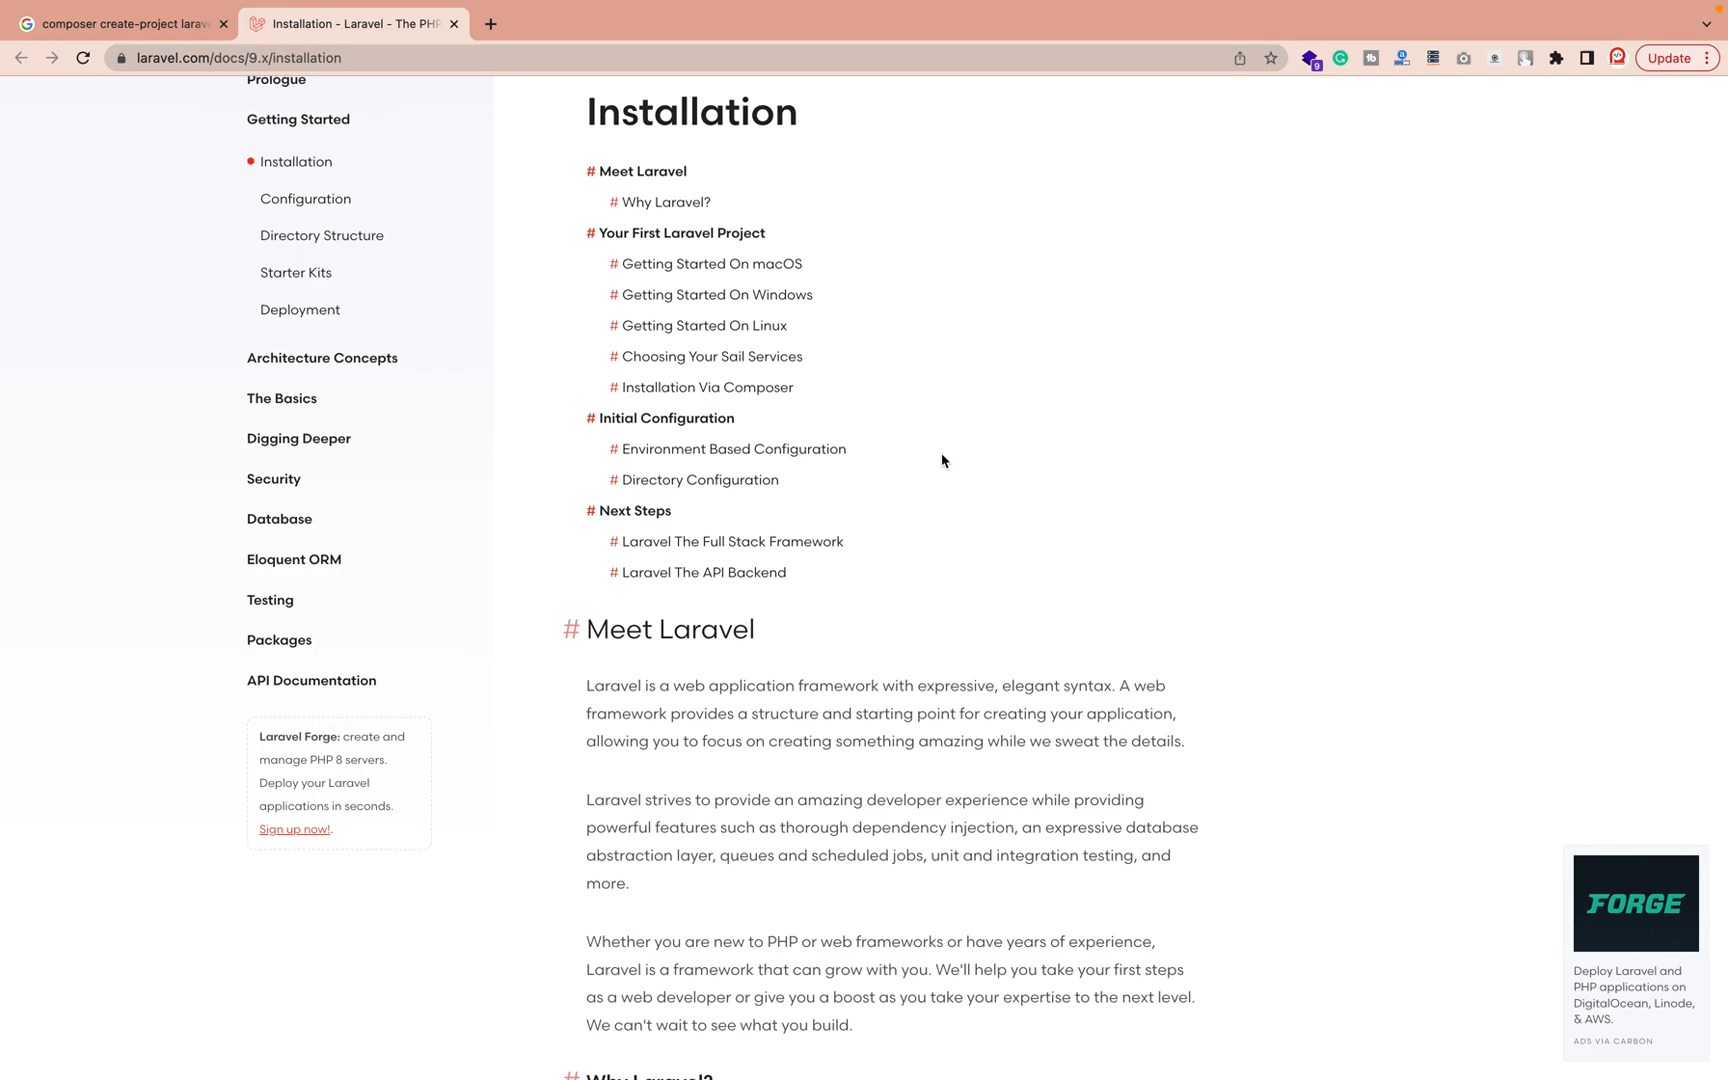 composer create-project larav
Installation - Laravel - The PHP
laravel.com/docs/9.x/installation
9
Update
Prologue
Getting Started
Installation
Configuration
Directory Structure
Starter Kits
Deployment
Architecture Concepts
The Basics
Digging Deeper
Security
Database
Eloquent ORM
Testing
Packages
API Documentation
Laravel Forge: create and
manage PHP 8 servers.
Deploy your Laravel
applications in seconds.
Sign up now!.
Installation
# Meet Laravel
# Why Laravel?
# Your First Laravel Project
# Getting Started On macOS
# Getting Started On Windows
# Getting Started On Linux
# Choosing Your Sail Services
# Installation Via Composer
# Initial Configuration
# Environment Based Configuration
# Directory Configuration
# Next Steps
# Laravel The Full Stack Framework
# Laravel The API Backend
# Meet Laravel
Laravel is a web application framework with expressive, elegant syntax. A web
framework provides a structure and starting point for creating your application,
allowing you to focus on creating something amazing while we sweat the details.
Laravel strives to provide an amazing developer experience while providing
powerful features such as thorough dependency injection, an expressive database
abstraction layer, queues and scheduled jobs, unit and integration testing, and
more.
Whether you are new to PHP or web frameworks or have years of experience,
Laravel is a framework that can grow with you. We'll help you take your first steps
as a web developer or give you a boost as you take your expertise to the next level.
We can't wait to see what you build.
# Why Laravel?
FORGE
Deploy Laravel and
PHP applications on
DigitalOcean, Linode,
& AWS.
ADS VIA CARBON